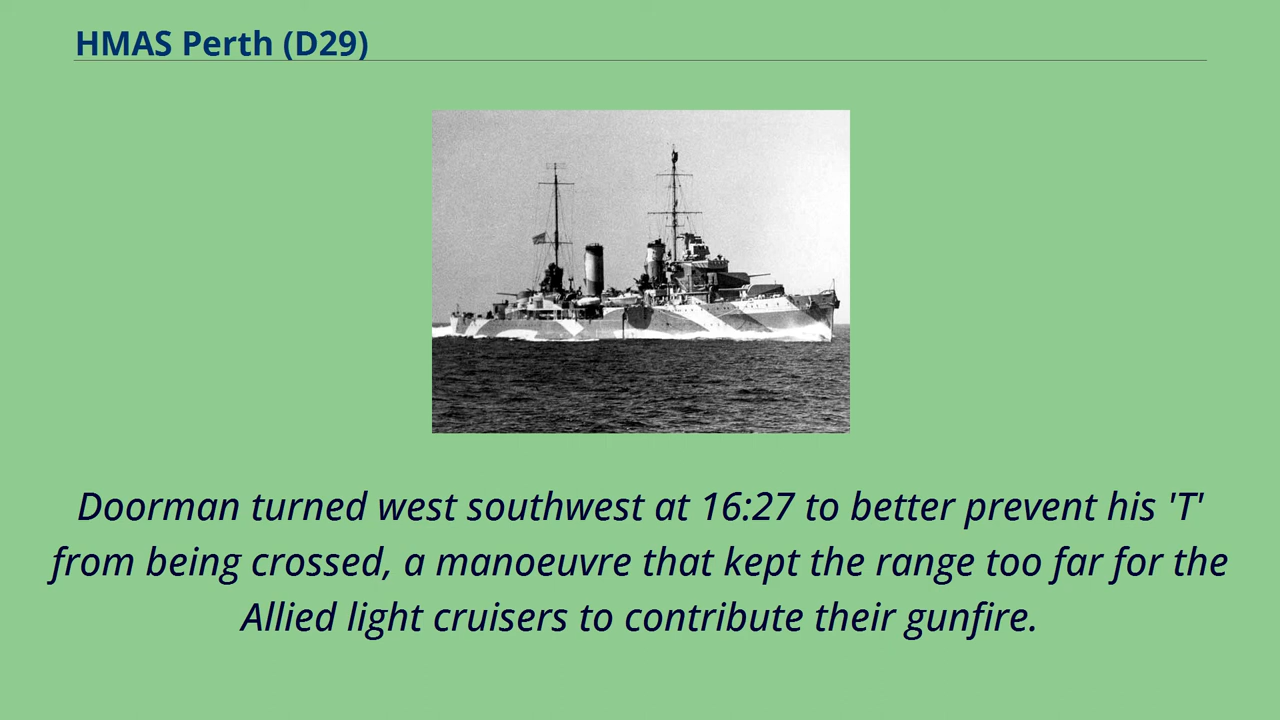 HMAS Perth (D29)
Doorman turned west southwest at 16:27 to better prevent his 'T'
from being crossed, a manoeuvre that kept the range too far for the
Allied light cruisers to contribute their gunfire.